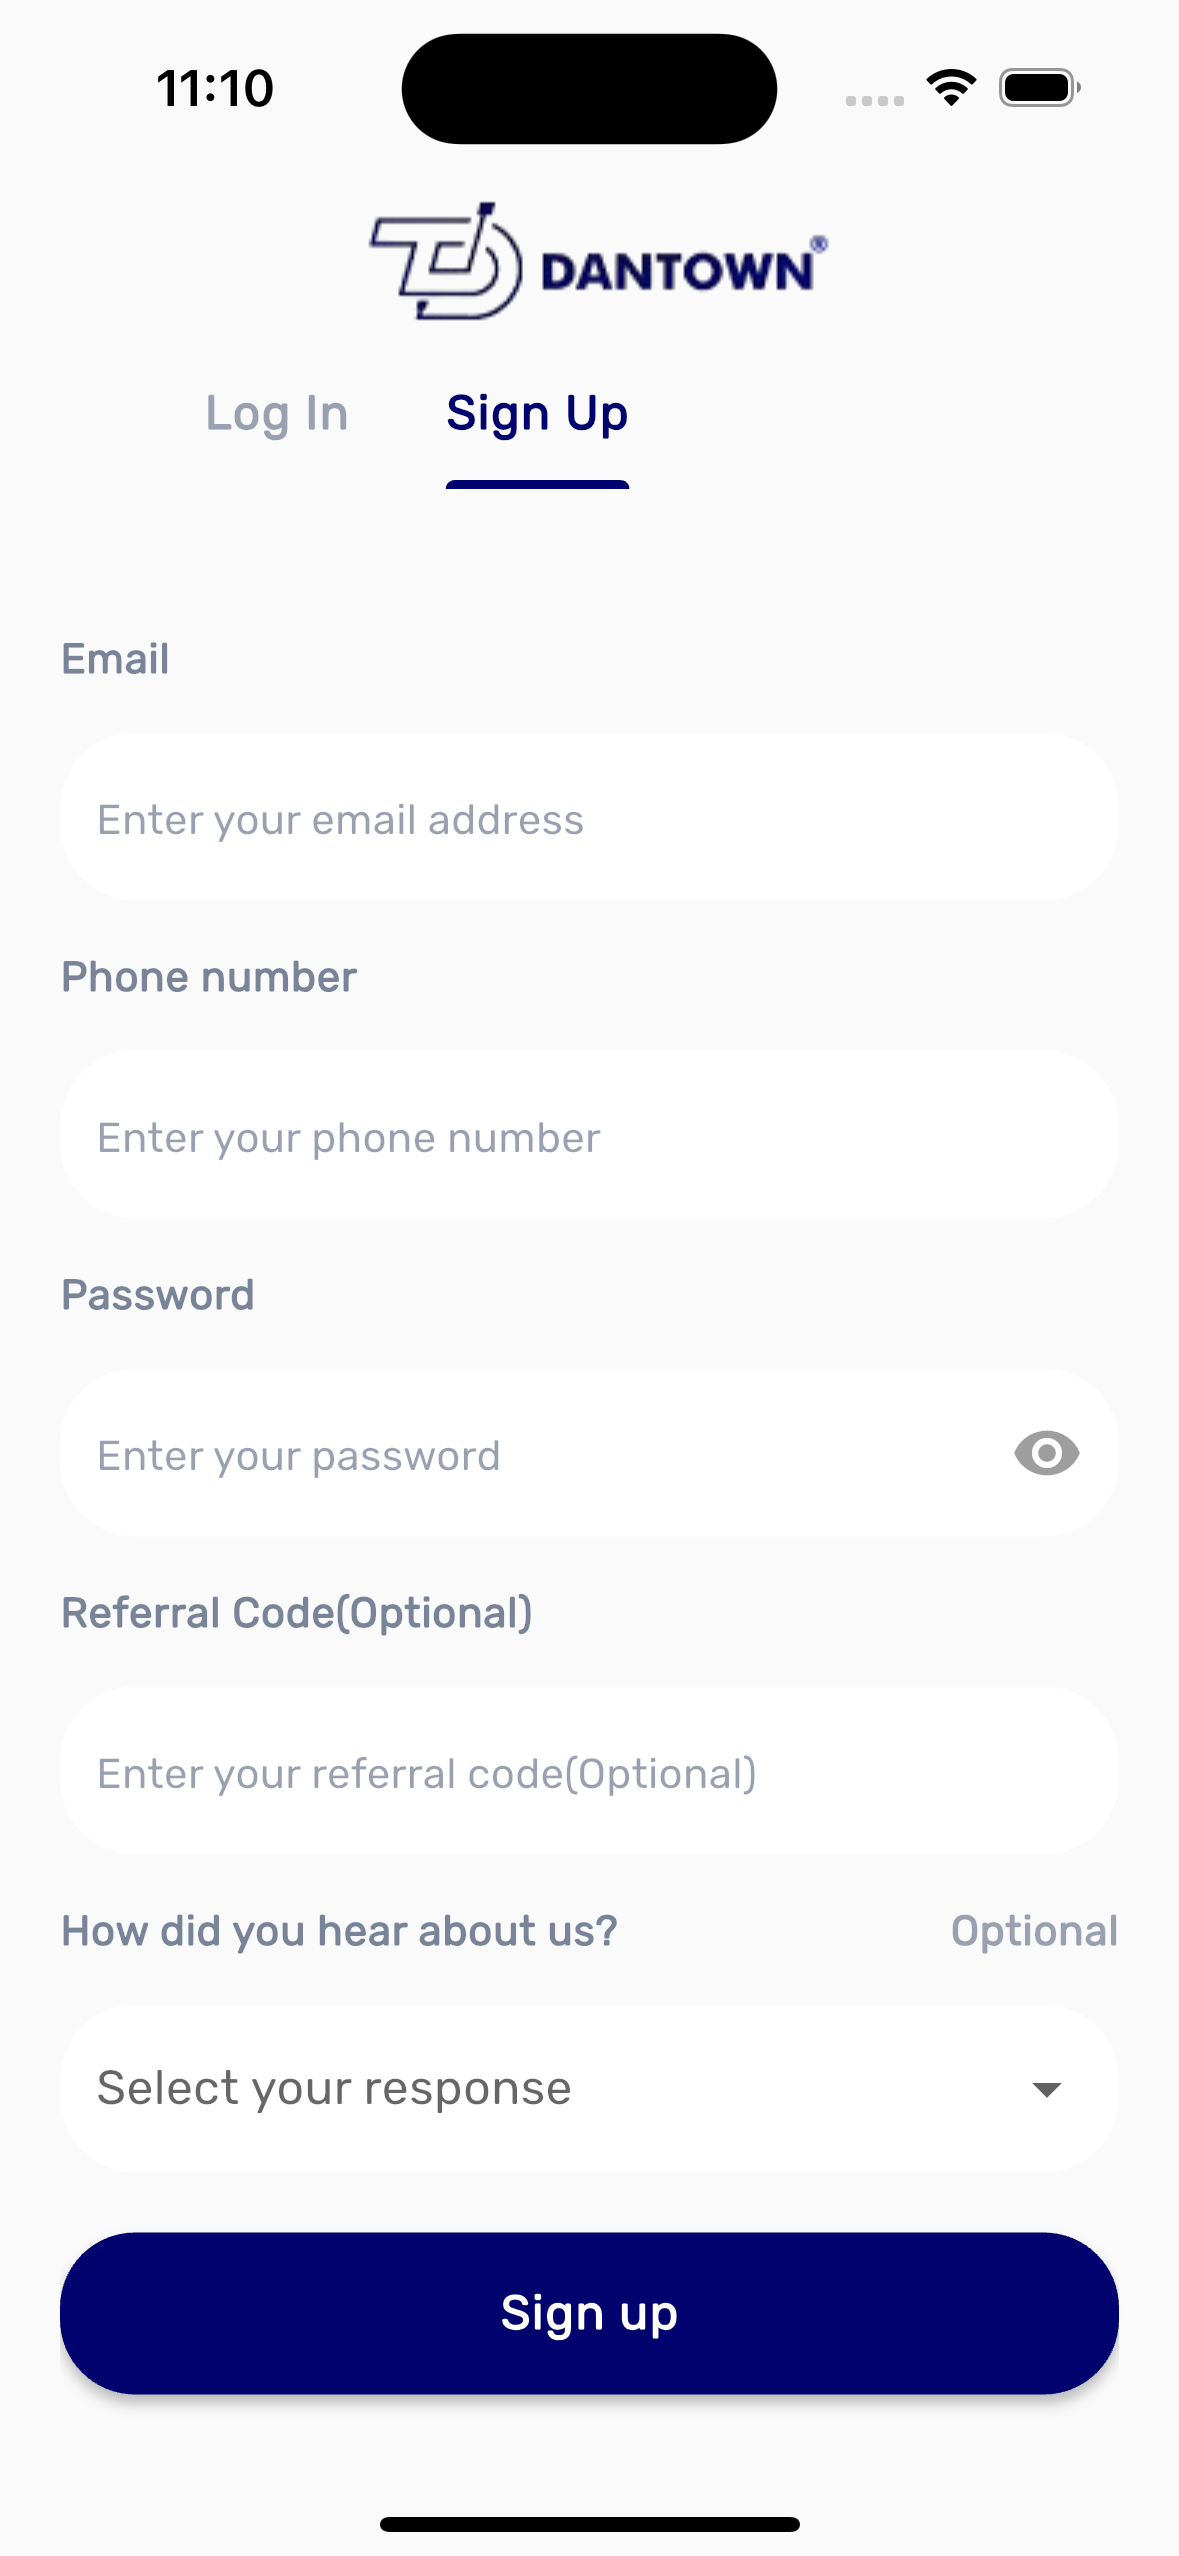 11:10
DANTOWN®
Log In Sign Up
Email
Enter your email address
Phone number
Enter your phone number
Password
Enter your password
Referral Code(Optional)
Enter your referral code(Optional)
How did you hear about us? Optional
Select your response
Sign up